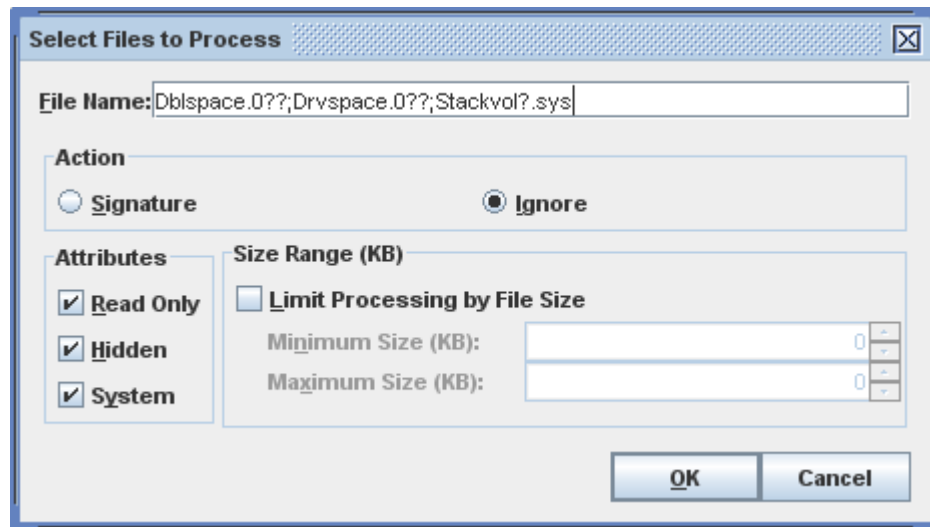 Select Files to Process
File Name: Dblspace.0??;Drvspace.0??;Stackvol?.sys
Action
Signature Ignore
Attributes
Read Only
Hidden
System
Size Range (KB)
Limit Processing by File Size
Minimum Size (KB): 0
Maximum Size (KB): 0
OK Cancel